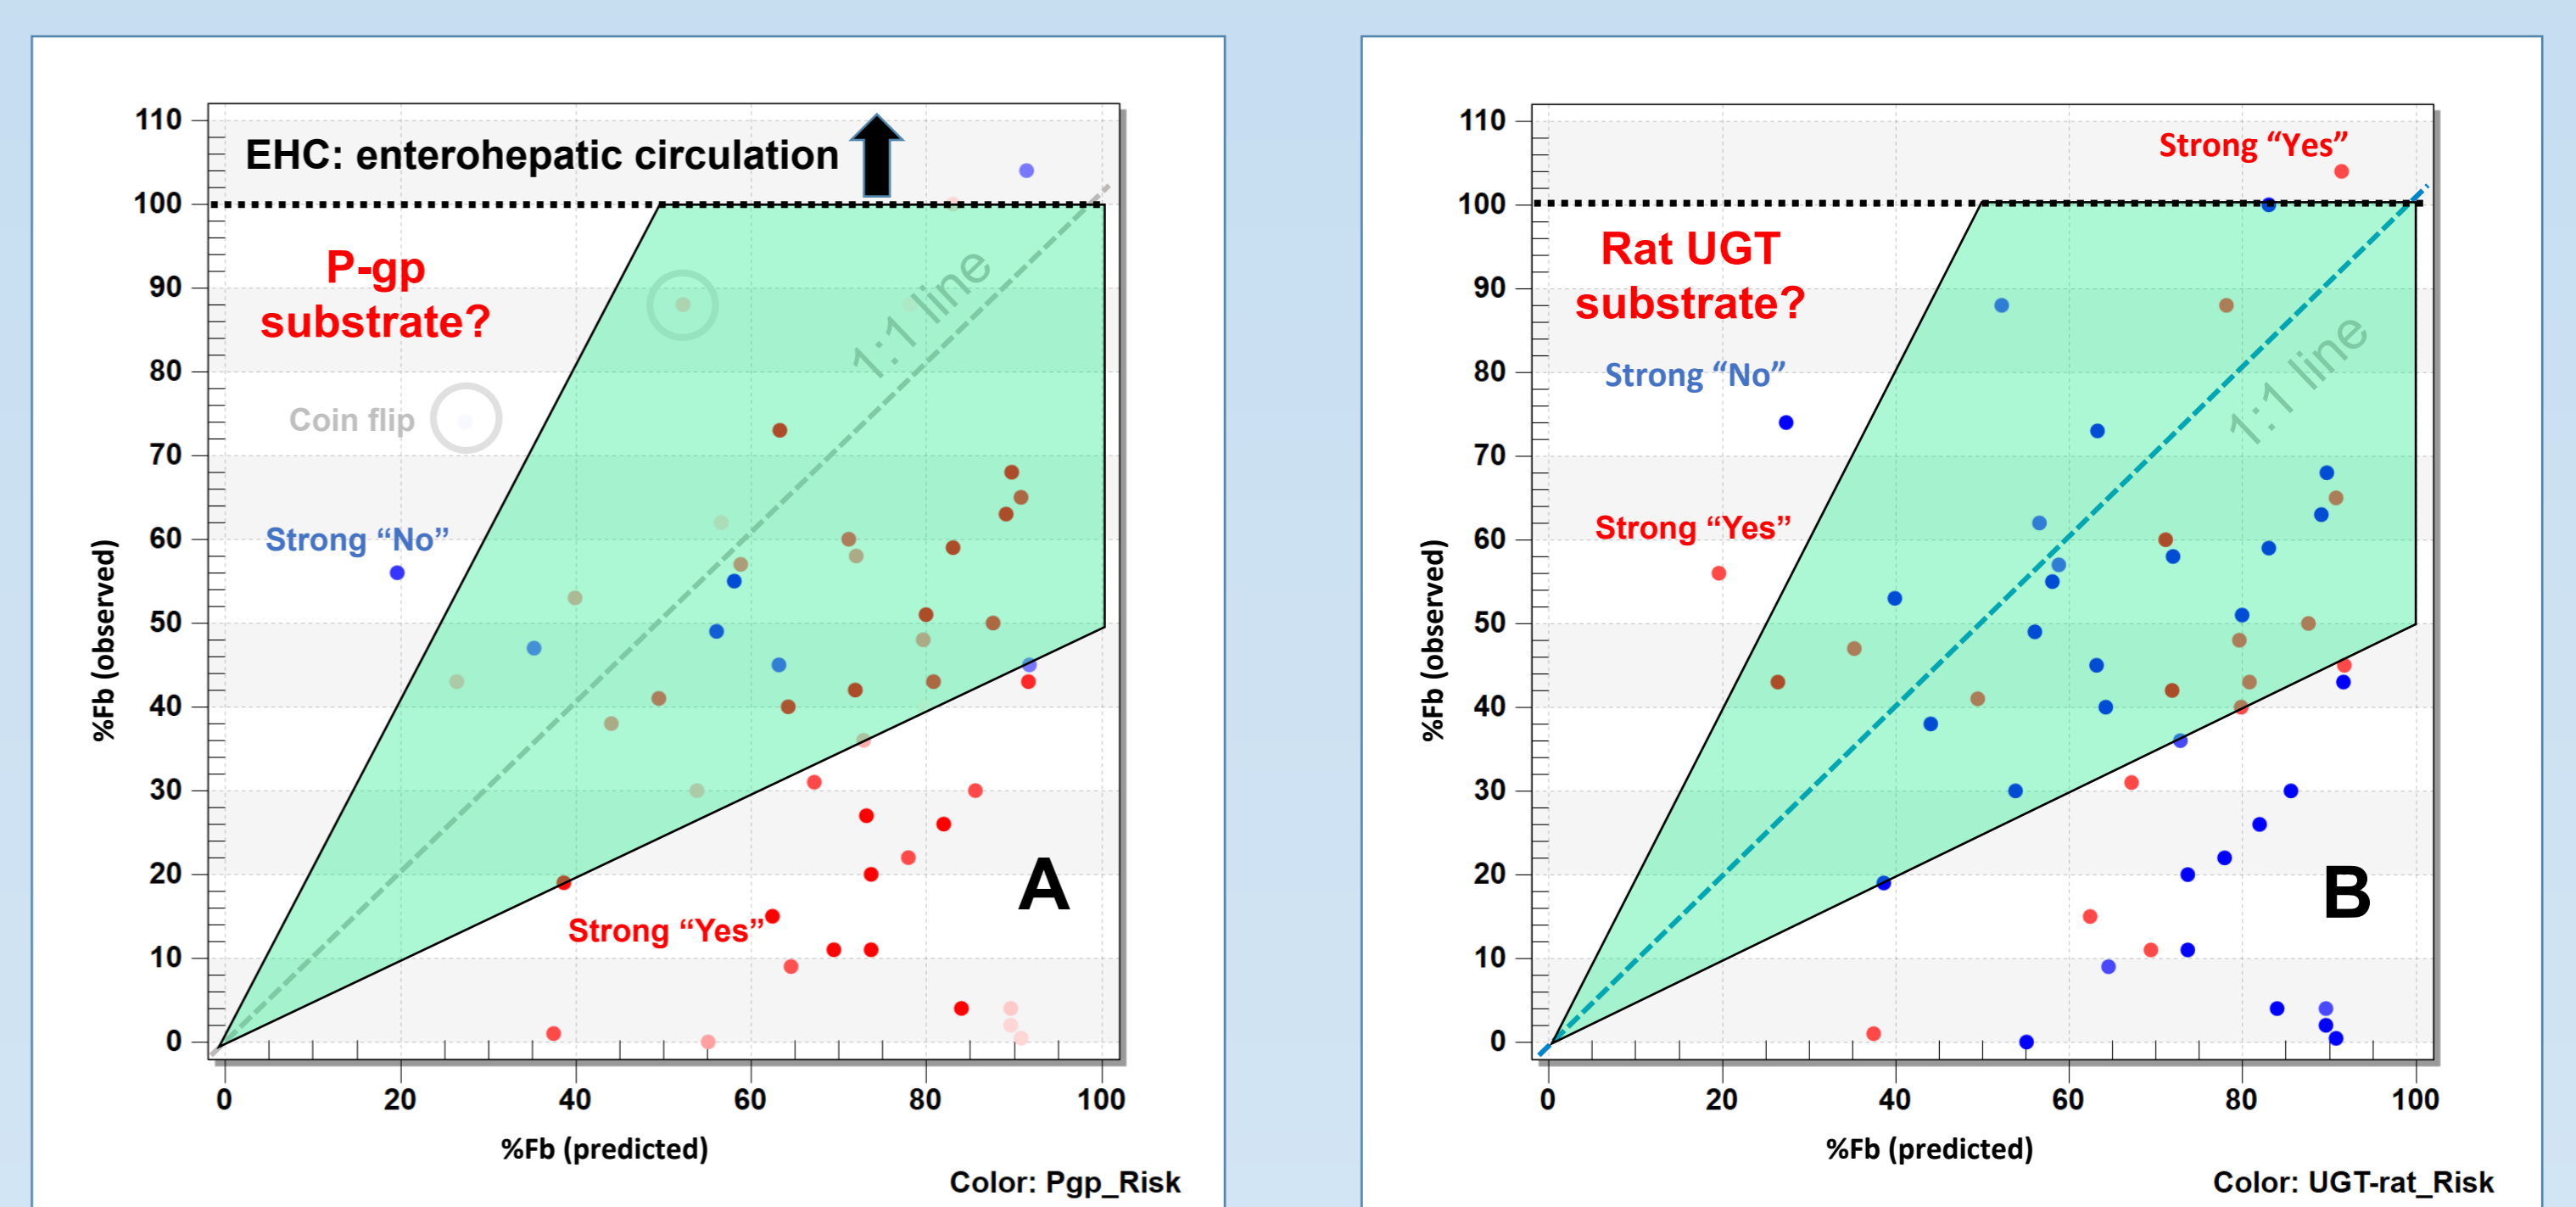 110
100
90
80
70
60
50
40
30
20
10
0
%Fb (observed)
EHC: enterohepatic circulation
P-gp
substrate?
1:1 line
Coin flip
Strong “No”
Strong “Yes”
A
0 20 40 60 80 100
%Fb (predicted)
Color: Pgp_Risk
110
100
90
80
70
60
50
40
30
20
10
0
%Fb (observed)
Strong “Yes”
Rat UGT
substrate?
1:1 line
Strong “No”
Strong “Yes”
B
0 20 40 60 80 100
%Fb (predicted)
Color: UGT-rat_Risk